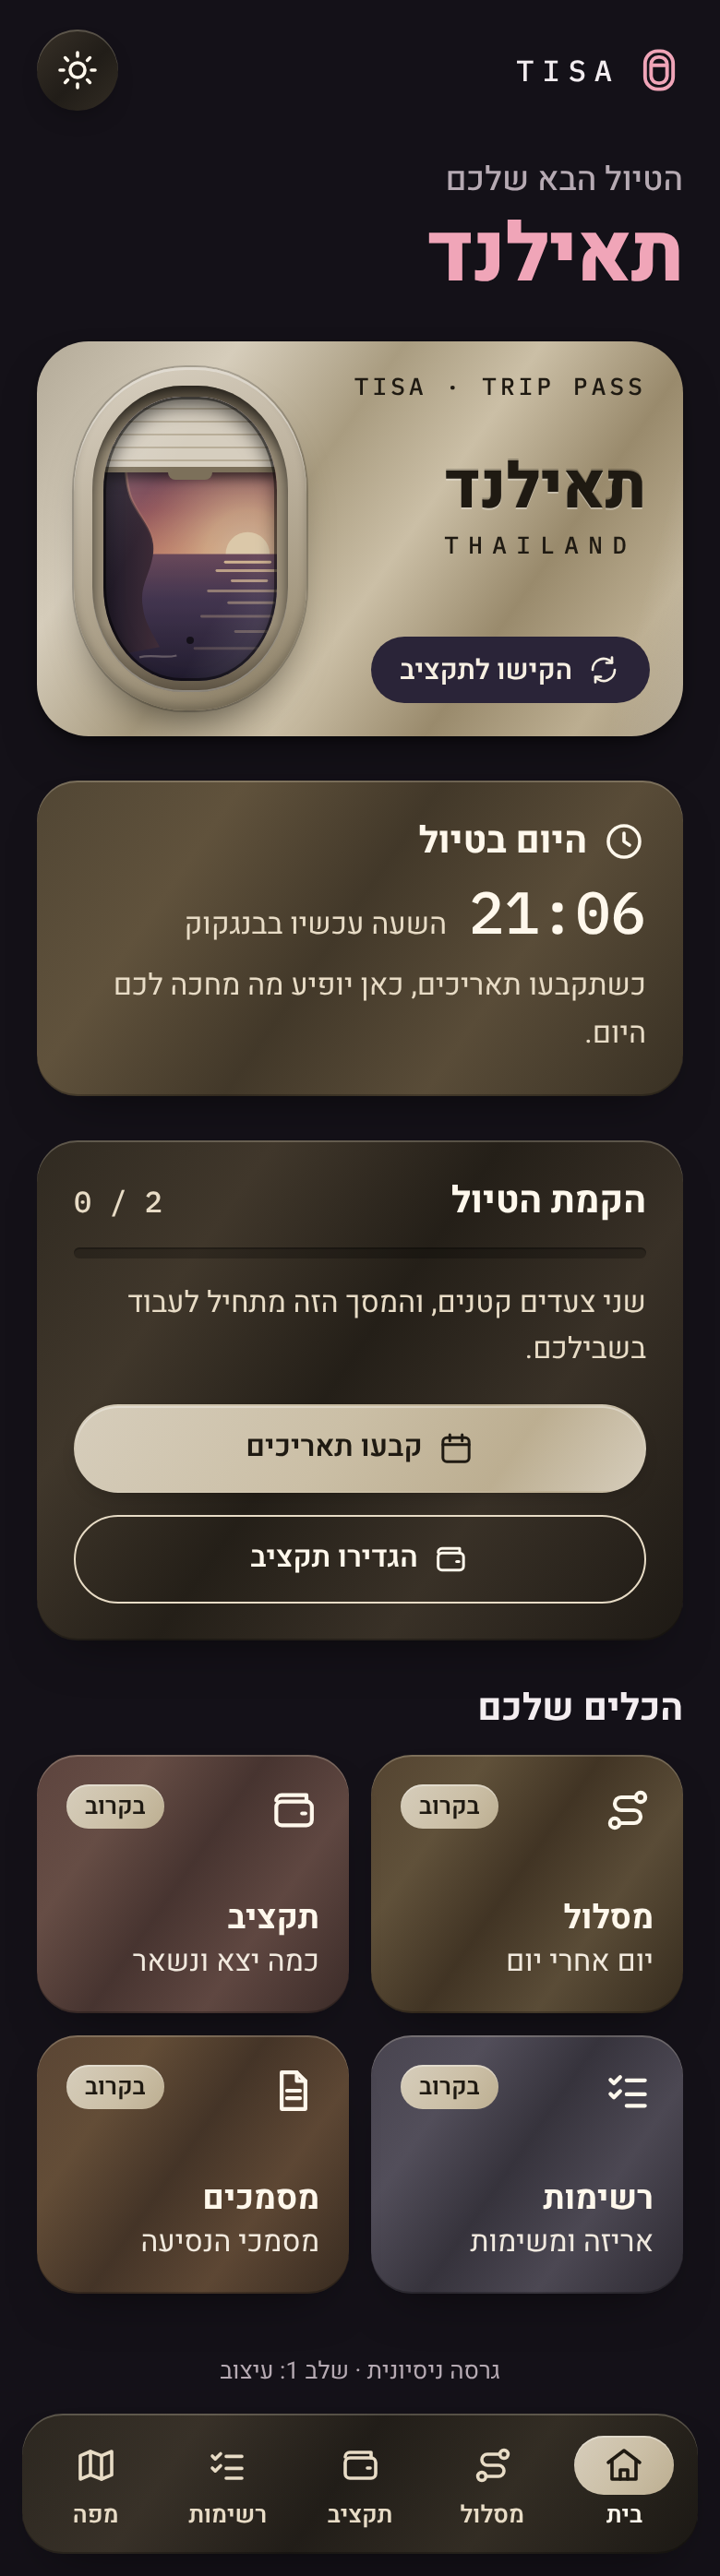 TISA
הטיול הבא שלכם
תאילנד
TISA · TRIP PASS
תאילנד
THAILAND
הקישו לתקציב
היום בטיול
21:06 השעה עכשיו בבנגקוק
כשתקבעו תאריכים, כאן יופיע מה מחכה לכם
היום.
הקמת הטיול
0 / 2
שני צעדים קטנים, והמסך הזה מתחיל לעבוד
בשבילכם.
קבעו תאריכים
הגדירו תקציב
הכלים שלכם
בקרוב
מסלול
יום אחרי יום
בקרוב
תקציב
כמה יצא ונשאר
בקרוב
רשימות
אריזה ומשימות
בקרוב
מסמכים
מסמכי הנסיעה
גרסה ניסיונית · שלב 1: עיצוב
בית
מסלול
תקציב
רשימות
מפה